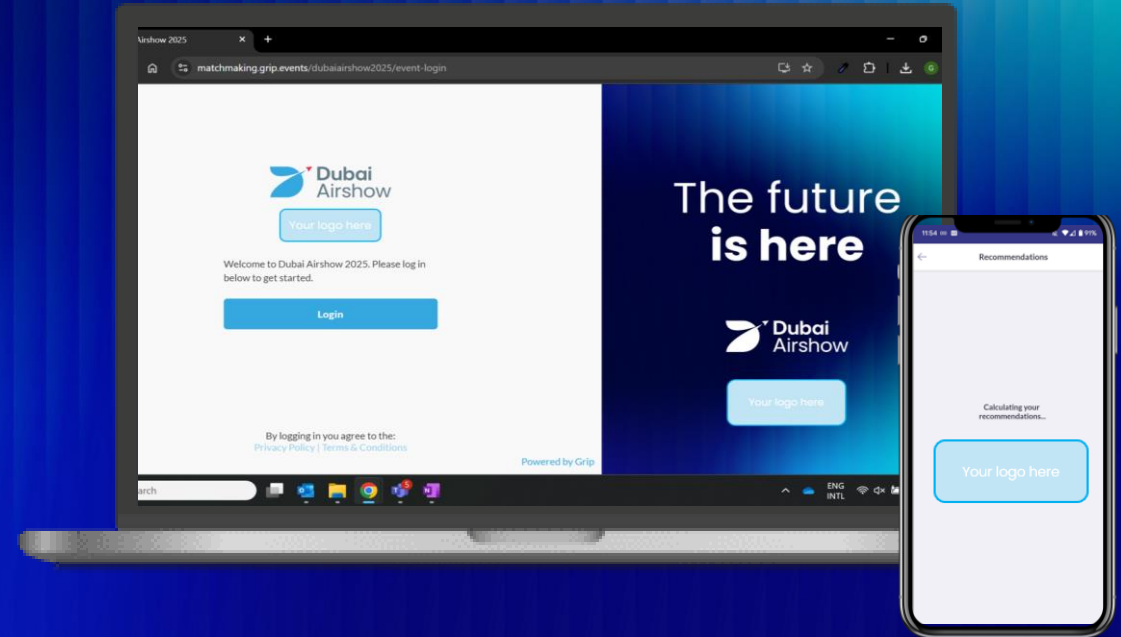 Airshow 2025
matchmaking.grip.events/dubaiairshow2025/event-login
G
Dubai
Airshow
Your logo here
Welcome to Dubai Airshow 2025. Please log in
below to get started.
Login
By logging in you agree to the:
Privacy Policy | Terms & Conditions
Powered by Grip
The future
is here
Dubai
Airshow
Your logo here
arch
5
ENG
INTL
11:54
91%
Recommendations
Calculating your
recommendations...
Your logo here